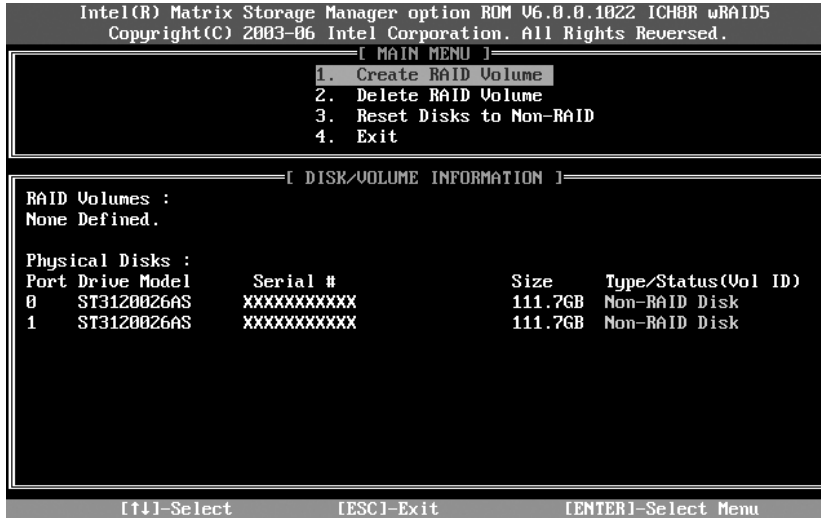 Intel(R) Matrix Storage Manager option ROM V6.0.0.1022 ICH8R wRAID5
Copyright(C) 2003-06 Intel Corporation. All Rights Reversed.
[ MAIN MENU ]
1. Create RAID Volume
2. Delete RAID Volume
3. Reset Disks to Non-RAID
4. Exit
[ DISK/VOLUME INFORMATION ]
RAID Volumes :
None Defined.
Physical Disks :
Port Drive Model Serial # Size Type/Status(Vol ID)
0 ST3120026AS XXXXXXXXXXX 111.7GB Non-RAID Disk
1 ST3120026AS XXXXXXXXXXX 111.7GB Non-RAID Disk
[↑↓]-Select [ESC]-Exit [ENTER]-Select Menu